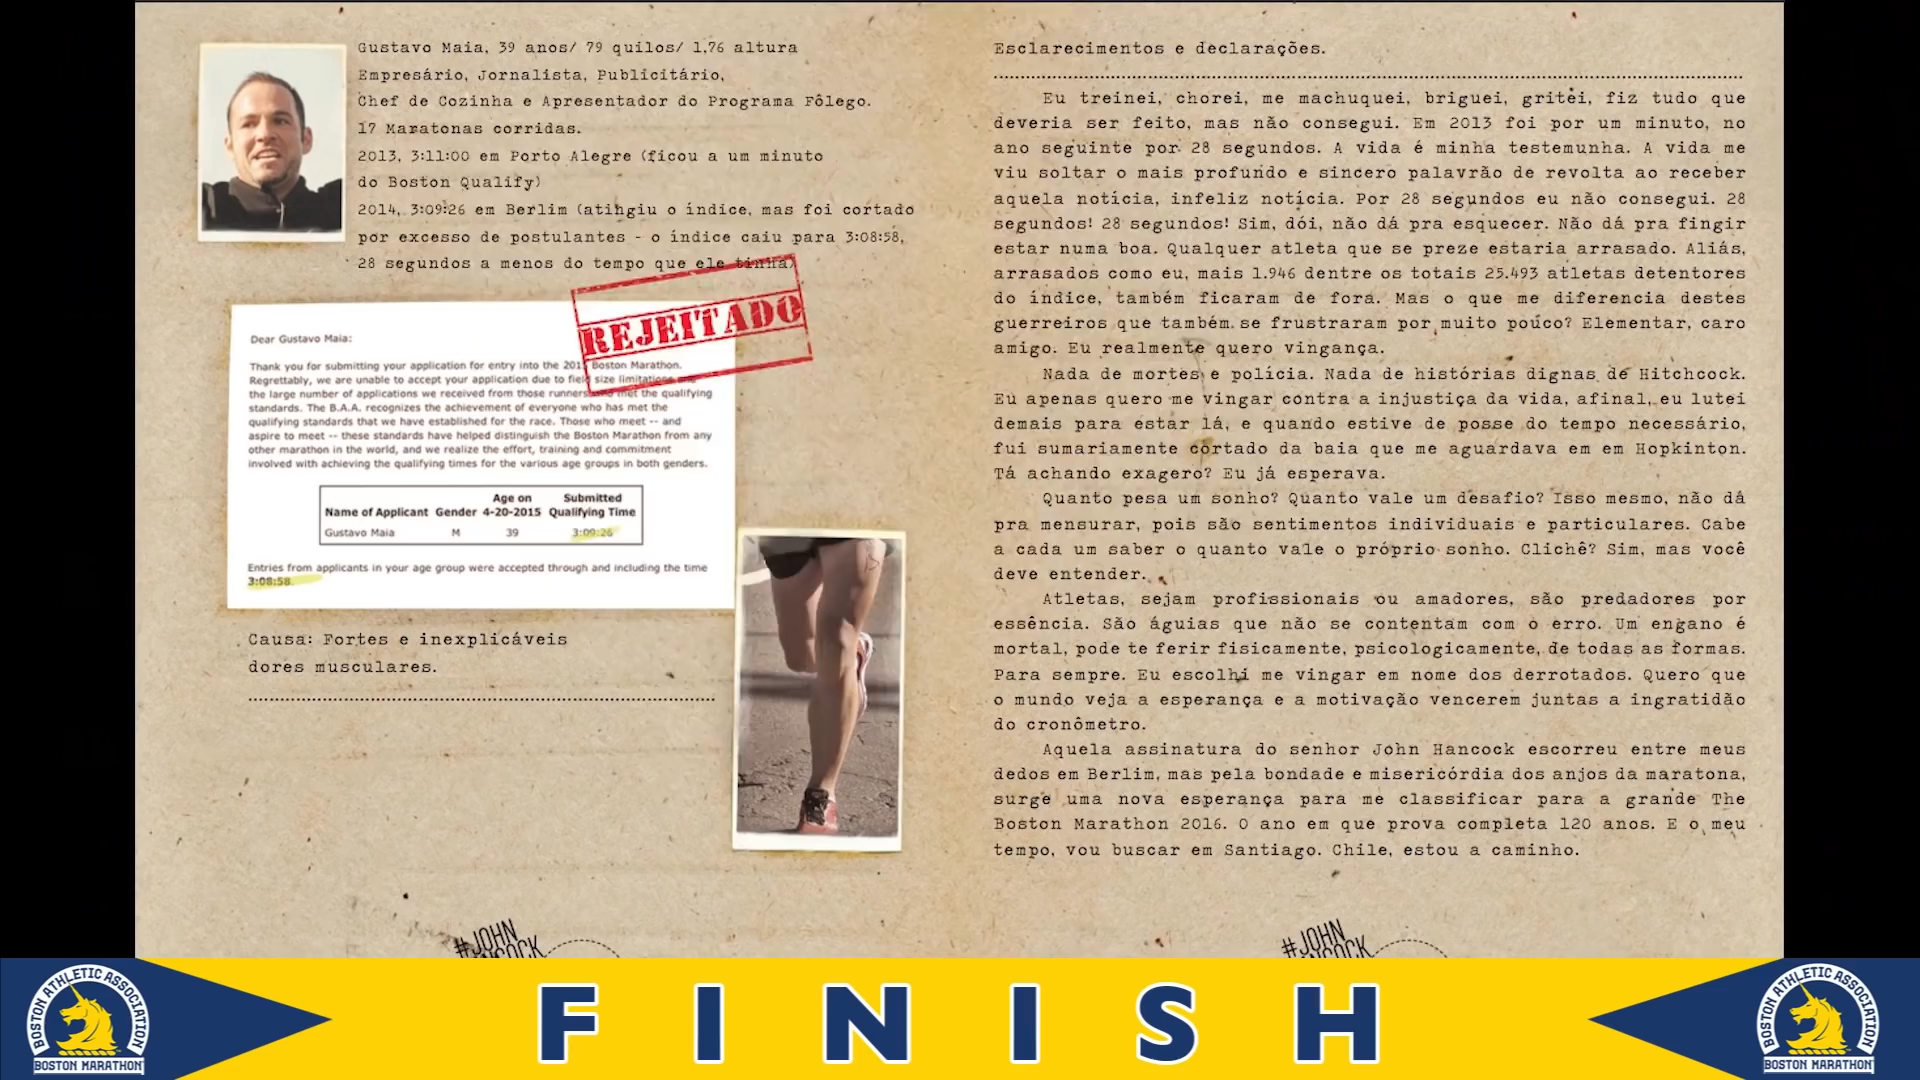 Gustavo Maia, 39 anos/ 79 quilos/ 1,76 altura
Empresário, Jornalista, Publicitário,
Chef de Cozinha e Apresentador do Programa Fôlego.
17 Maratonas corridas.
2013, 3:11:00 em Porto Alegre (ficou a um minuto
do Boston Qualify)
2014, 3:09:26 em Berlim (atingiu o índice, mas foi cortado
por excesso de postulantes - o índice caiu para 3:08:58,
28 segundos a menos do tempo que ele tinha)
REJEITADO
Dear Gustavo Maia:
Thank you for submitting your application for entry into the 2015 Boston Marathon.
Regrettably, we are unable to accept your application due to field size limitations and
the large number of applications we received from those runners who met the qualifying
standards. The B.A.A. recognizes the achievement of everyone who has met the
qualifying standards that we have established for the race. Those who meet -- and
aspire to meet -- these standards have helped distinguish the Boston Marathon from any
other marathon in the world, and we realize the effort, training and commitment
involved with achieving the qualifying times for the various age groups in both genders.
Age on Submitted
Name of Applicant Gender 4-20-2015 Qualifying Time
Gustavo Maia M 39 3:09:26
Entries from applicants in your age group were accepted through and including the time
3:08:58.
Causa: Fortes e inexplicáveis
dores musculares.
Esclarecimentos e declarações.
Eu treinei, chorei, me machuquei, briguei, gritei, fiz tudo que
deveria ser feito, mas não consegui. Em 2013 foi por um minuto, no
ano seguinte por 28 segundos. A vida é minha testemunha. A vida me
viu soltar o mais profundo e sincero palavrão de revolta ao receber
aquela notícia, infeliz notícia. Por 28 segundos eu não consegui. 28
segundos! 28 segundos! Sim, dói, não dá pra esquecer. Não dá pra fingir
estar numa boa. Qualquer atleta que se preze estaria arrasado. Aliás,
arrasados como eu, mais 1.946 dentre os totais 25.493 atletas detentores
do índice, também ficaram de fora. Mas o que me diferencia destes
guerreiros que também se frustraram por muito pouco? Elementar, caro
amigo. Eu realmente quero vingança.
Nada de mortes e polícia. Nada de histórias dignas de Hitchcock.
Eu apenas quero me vingar contra a injustiça da vida, afinal, eu lutei
demais para estar lá, e quando estive de posse do tempo necessário,
fui sumariamente cortado da baia que me aguardava em em Hopkinton.
Tá achando exagero? Eu já esperava.
Quanto pesa um sonho? Quanto vale um desafio? Isso mesmo, não dá
pra mensurar, pois são sentimentos individuais e particulares. Cabe
a cada um saber o quanto vale o próprio sonho. Clichê? Sim, mas você
deve entender.
Atletas, sejam profissionais ou amadores, são predadores por
essência. São águias que não se contentam com o erro. Um engano é
mortal, pode te ferir fisicamente, psicologicamente, de todas as formas.
Para sempre. Eu escolhi me vingar em nome dos derrotados. Quero que
o mundo veja a esperança e a motivação vencerem juntas a ingratidão
do cronômetro.
Aquela assinatura do senhor John Hancock escorreu entre meus
dedos em Berlim, mas pela bondade e misericórdia dos anjos da maratona,
surge uma nova esperança para me classificar para a grande The
Boston Marathon 2016. O ano em que prova completa 120 anos. E o meu
tempo, vou buscar em Santiago. Chile, estou a caminho.
#JOHN
HANCOCK
#JOHN
HANCOCK
BOSTON ATHLETIC ASSOCIATION
BOSTON MARATHON
FINISH
BOSTON ATHLETIC ASSOCIATION
BOSTON MARATHON